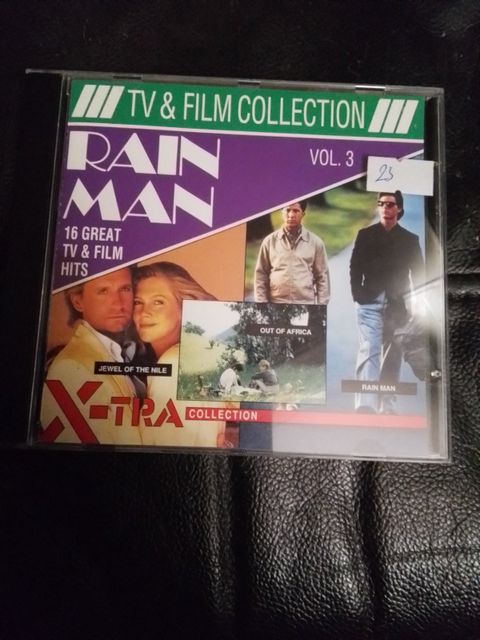 TV & FILM COLLECTION
RAIN
MAN
VOL. 3
23
16 GREAT
TV & FILM
HITS
OUT OF AFRICA
JEWEL OF THE NILE
RAIN MAN
X-TRA COLLECTION